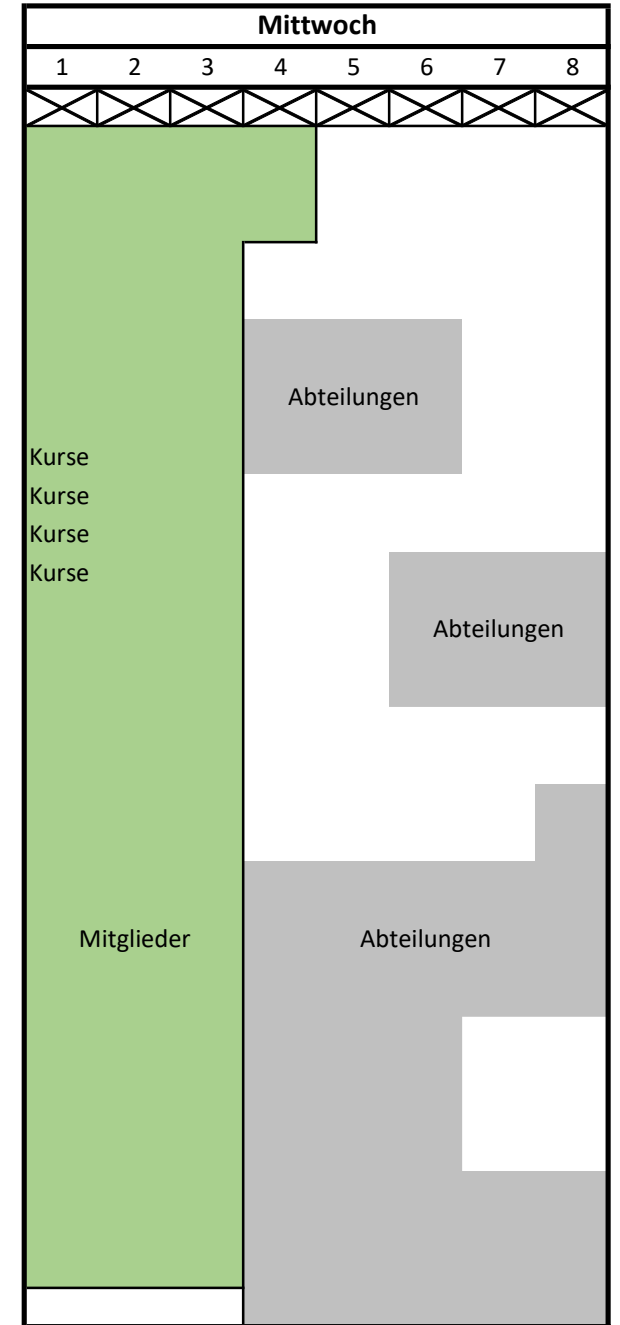 Mittwoch
1 2 3 4 5 6 7 8
Abteilungen
Kurse
Kurse
Kurse
Kurse
Abteilungen
Mitglieder Abteilungen